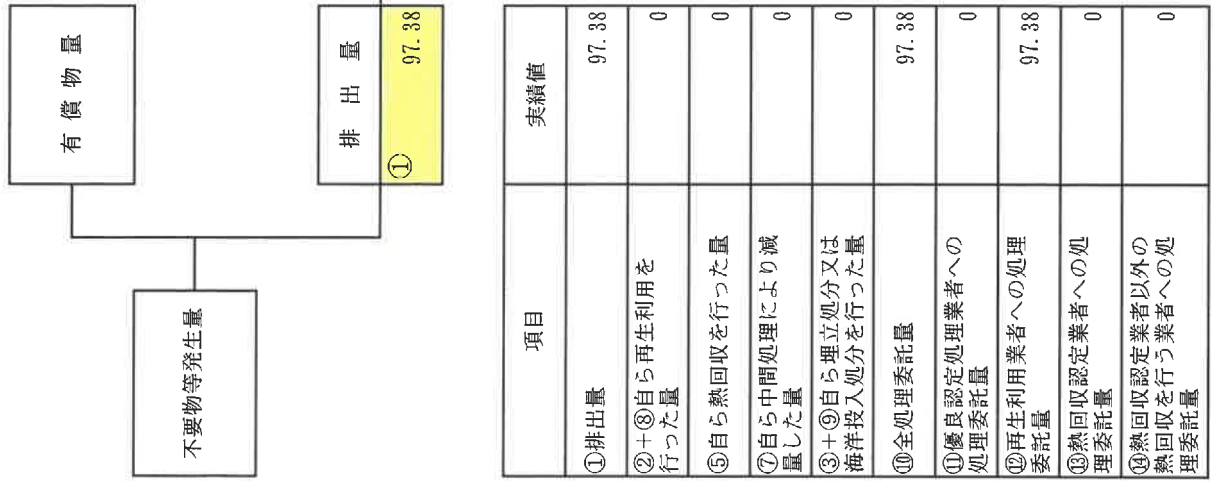 有償物量
不要物等発生量
排出量
① 97.38
項目 実績値
①排出量 97.38
②+⑧自ら再生利用を
行った量 0
⑤自ら熱回収を行った量 0
⑦自ら中間処理により減
量した量 0
③+⑨自ら埋立処分又は
海洋投入処分を行った量 0
⑩全処理委託量 97.38
⑪優良認定処理業者への
処理委託量 0
⑫再生利用業者への処理
委託量 97.38
⑬熱回収認定業者への処
理委託量 0
⑭熱回収認定業者以外の
熱回収を行う業者への処
理委託量 0